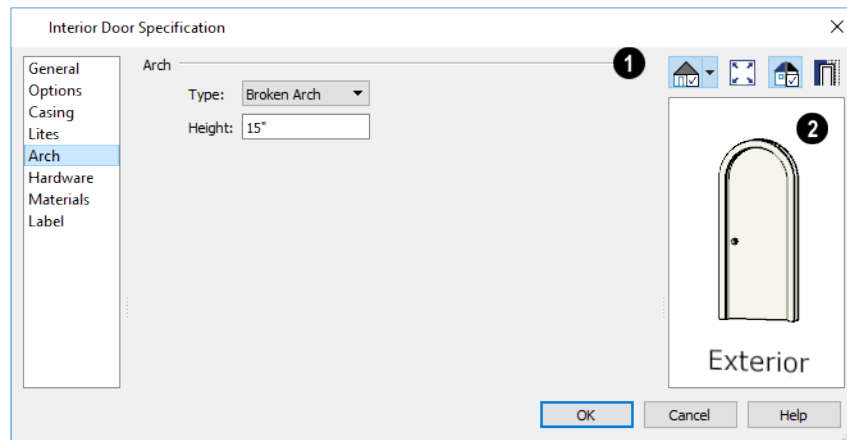 Interior Door Specification
General
Options
Casing
Lites
Arch
Hardware
Materials
Label
Arch
Type: Broken Arch
Height: 15"
1
2
Exterior
OK Cancel Help